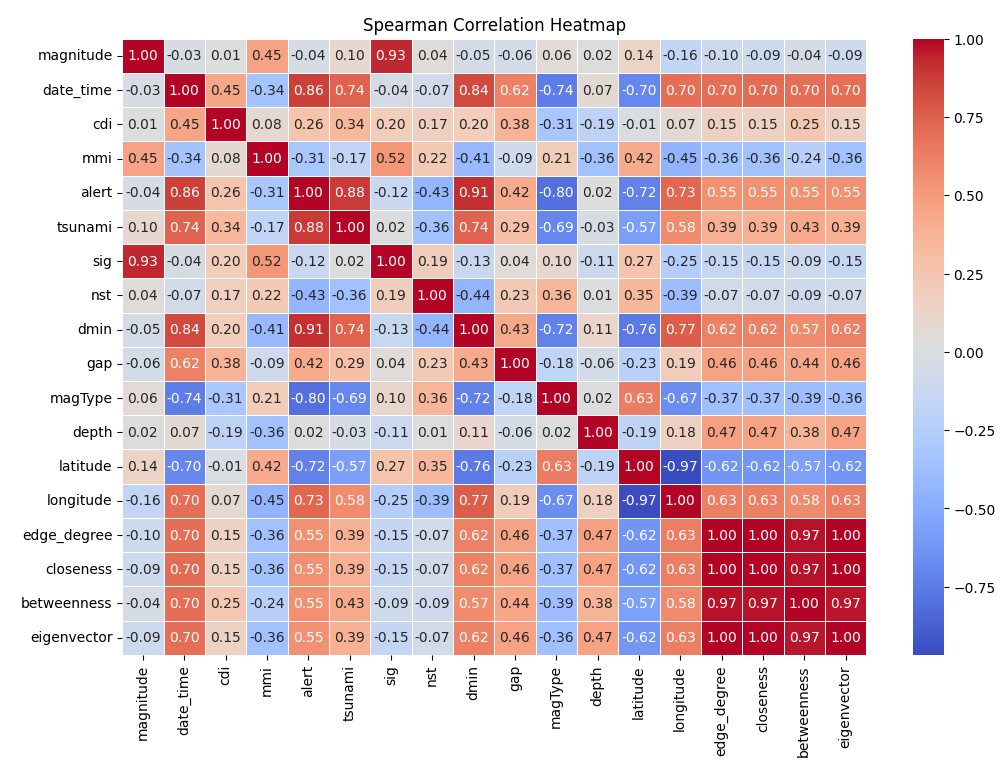 Spearman Correlation Heatmap
magnitude 1.00 -0.03 0.01 0.45 -0.04 0.10 0.93 0.04 -0.05 -0.06 0.06 0.02 0.14 -0.16 -0.10 -0.09 -0.04 -0.09
date_time -0.03 1.00 0.45 -0.34 0.86 0.74 -0.04 -0.07 0.84 0.62 -0.74 0.07 -0.70 0.70 0.70 0.70 0.70 0.70
cdi 0.01 0.45 1.00 0.08 0.26 0.34 0.20 0.17 0.20 0.38 -0.31 -0.19 -0.01 0.07 0.15 0.15 0.25 0.15
mmi 0.45 -0.34 0.08 1.00 -0.31 -0.17 0.52 0.22 -0.41 -0.09 0.21 -0.36 0.42 -0.45 -0.36 -0.36 -0.24 -0.36
alert -0.04 0.86 0.26 -0.31 1.00 0.88 -0.12 -0.43 0.91 0.42 -0.80 0.02 -0.72 0.73 0.55 0.55 0.55 0.55
tsunami 0.10 0.74 0.34 -0.17 0.88 1.00 0.02 -0.36 0.74 0.29 -0.69 -0.03 -0.57 0.58 0.39 0.39 0.43 0.39
sig 0.93 -0.04 0.20 0.52 -0.12 0.02 1.00 0.19 -0.13 0.04 0.10 -0.11 0.27 -0.25 -0.15 -0.15 -0.09 -0.15
nst 0.04 -0.07 0.17 0.22 -0.43 -0.36 0.19 1.00 -0.44 0.23 0.36 0.01 0.35 -0.39 -0.07 -0.07 -0.09 -0.07
dmin -0.05 0.84 0.20 -0.41 0.91 0.74 -0.13 -0.44 1.00 0.43 -0.72 0.11 -0.76 0.77 0.62 0.62 0.57 0.62
gap -0.06 0.62 0.38 -0.09 0.42 0.29 0.04 0.23 0.43 1.00 -0.18 -0.06 -0.23 0.19 0.46 0.46 0.44 0.46
magType 0.06 -0.74 -0.31 0.21 -0.80 -0.69 0.10 0.36 -0.72 -0.18 1.00 0.02 0.63 -0.67 -0.37 -0.37 -0.39 -0.36
depth 0.02 0.07 -0.19 -0.36 0.02 -0.03 -0.11 0.01 0.11 -0.06 0.02 1.00 -0.19 0.18 0.47 0.47 0.38 0.47
latitude 0.14 -0.70 -0.01 0.42 -0.72 -0.57 0.27 0.35 -0.76 -0.23 0.63 -0.19 1.00 -0.97 -0.62 -0.62 -0.57 -0.62
longitude -0.16 0.70 0.07 -0.45 0.73 0.58 -0.25 -0.39 0.77 0.19 -0.67 0.18 -0.97 1.00 0.63 0.63 0.58 0.63
edge_degree -0.10 0.70 0.15 -0.36 0.55 0.39 -0.15 -0.07 0.62 0.46 -0.37 0.47 -0.62 0.63 1.00 1.00 0.97 1.00
closeness -0.09 0.70 0.15 -0.36 0.55 0.39 -0.15 -0.07 0.62 0.46 -0.37 0.47 -0.62 0.63 1.00 1.00 0.97 1.00
betweenness -0.04 0.70 0.25 -0.24 0.55 0.43 -0.09 -0.09 0.57 0.44 -0.39 0.38 -0.57 0.58 0.97 0.97 1.00 0.97
eigenvector -0.09 0.70 0.15 -0.36 0.55 0.39 -0.15 -0.07 0.62 0.46 -0.36 0.47 -0.62 0.63 1.00 1.00 0.97 1.00
magnitude date_time cdi mmi alert tsunami sig nst dmin gap magType depth latitude longitude edge_degree closeness betweenness eigenvector
1.00
0.75
0.50
0.25
0.00
−0.25
−0.50
−0.75